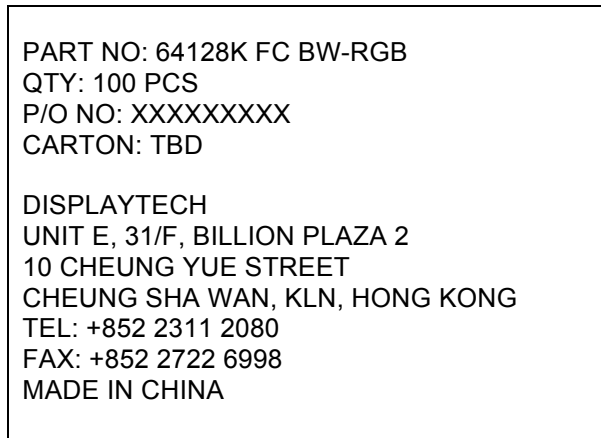 PART NO: 64128K FC BW-RGB
QTY: 100 PCS
P/O NO: XXXXXXXXX
CARTON: TBD
DISPLAYTECH
UNIT E, 31/F, BILLION PLAZA 2
10 CHEUNG YUE STREET
CHEUNG SHA WAN, KLN, HONG KONG
TEL: +852 2311 2080
FAX: +852 2722 6998
MADE IN CHINA